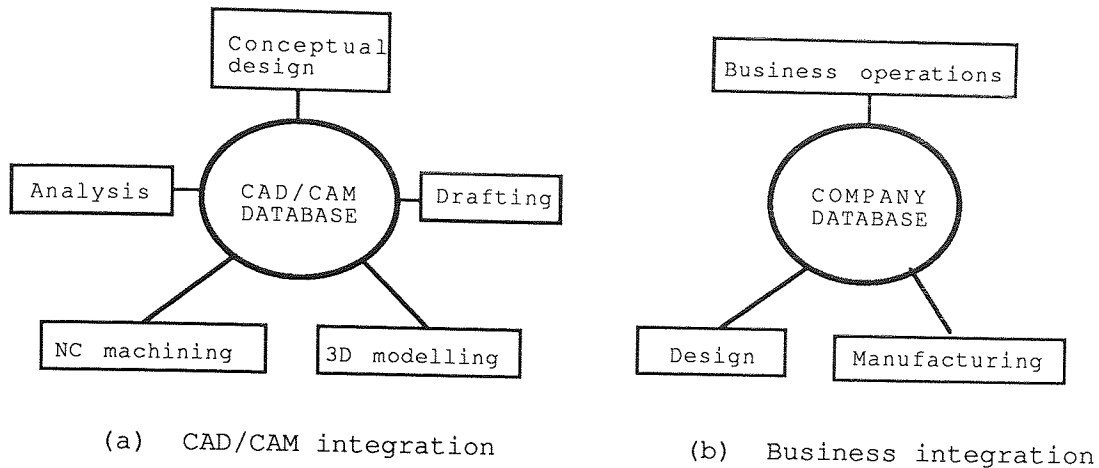 Conceptual
design
Analysis
CAD/CAM
DATABASE
Drafting
NC machining
3D modelling
(a) CAD/CAM integration
Business operations
COMPANY
DATABASE
Design
Manufacturing
(b) Business integration